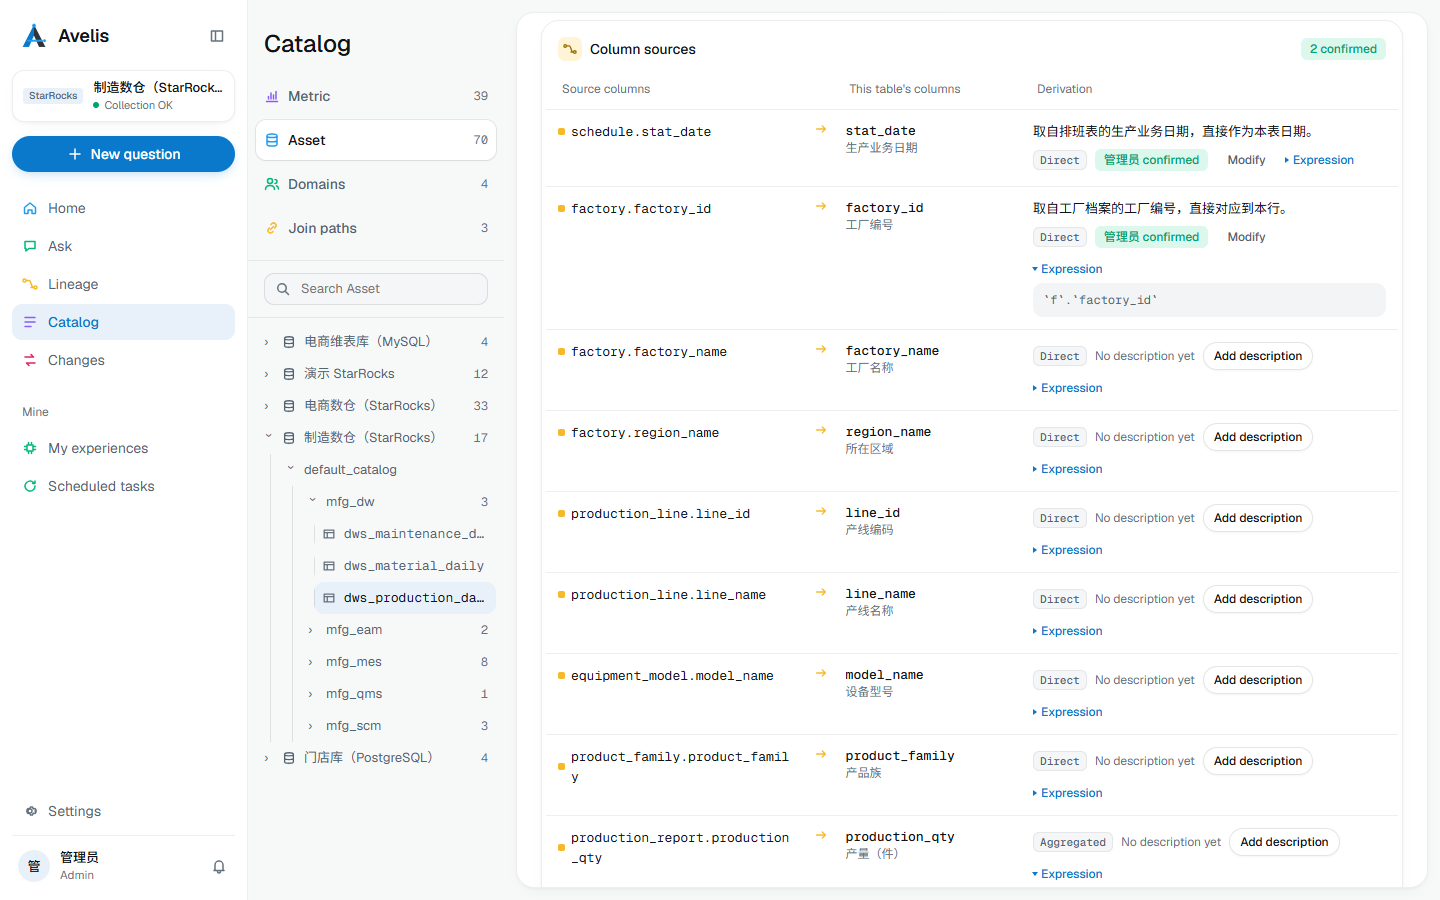 Avelis
StarRocks
制造数仓（StarRock…
Collection OK
New question
Home
Ask
Lineage
Catalog
Changes
Mine
My experiences
Scheduled tasks
Settings
管
管理员
Admin
Catalog
Metric 39
Asset 70
Domains 4
Join paths 3
Search Asset
电商维表库（MySQL） 4
演示 StarRocks 12
电商数仓（StarRocks） 33
制造数仓（StarRocks） 17
default_catalog
mfg_dw 3
dws_maintenance_d…
dws_material_daily
dws_production_da…
mfg_eam 2
mfg_mes 8
mfg_qms 1
mfg_scm 3
门店库（PostgreSQL） 4
Column sources 2 confirmed
Source columns This table's columns Derivation
schedule.stat_date → stat_date 取自排班表的生产业务日期，直接作为本表日期。
生产业务日期
Direct 管理员 confirmed Modify Expression
factory.factory_id → factory_id 取自工厂档案的工厂编号，直接对应到本行。
工厂编号
Direct 管理员 confirmed Modify
Expression
`f`.`factory_id`
factory.factory_name → factory_name Direct No description yet Add description
工厂名称
Expression
factory.region_name → region_name Direct No description yet Add description
所在区域
Expression
production_line.line_id → line_id Direct No description yet Add description
产线编码
Expression
production_line.line_name → line_name Direct No description yet Add description
产线名称
Expression
equipment_model.model_name → model_name Direct No description yet Add description
设备型号
Expression
product_family.product_famil → product_family Direct No description yet Add description
y 产品族
Expression
production_report.production → production_qty Aggregated No description yet Add description
_qty 产量（件）
Expression